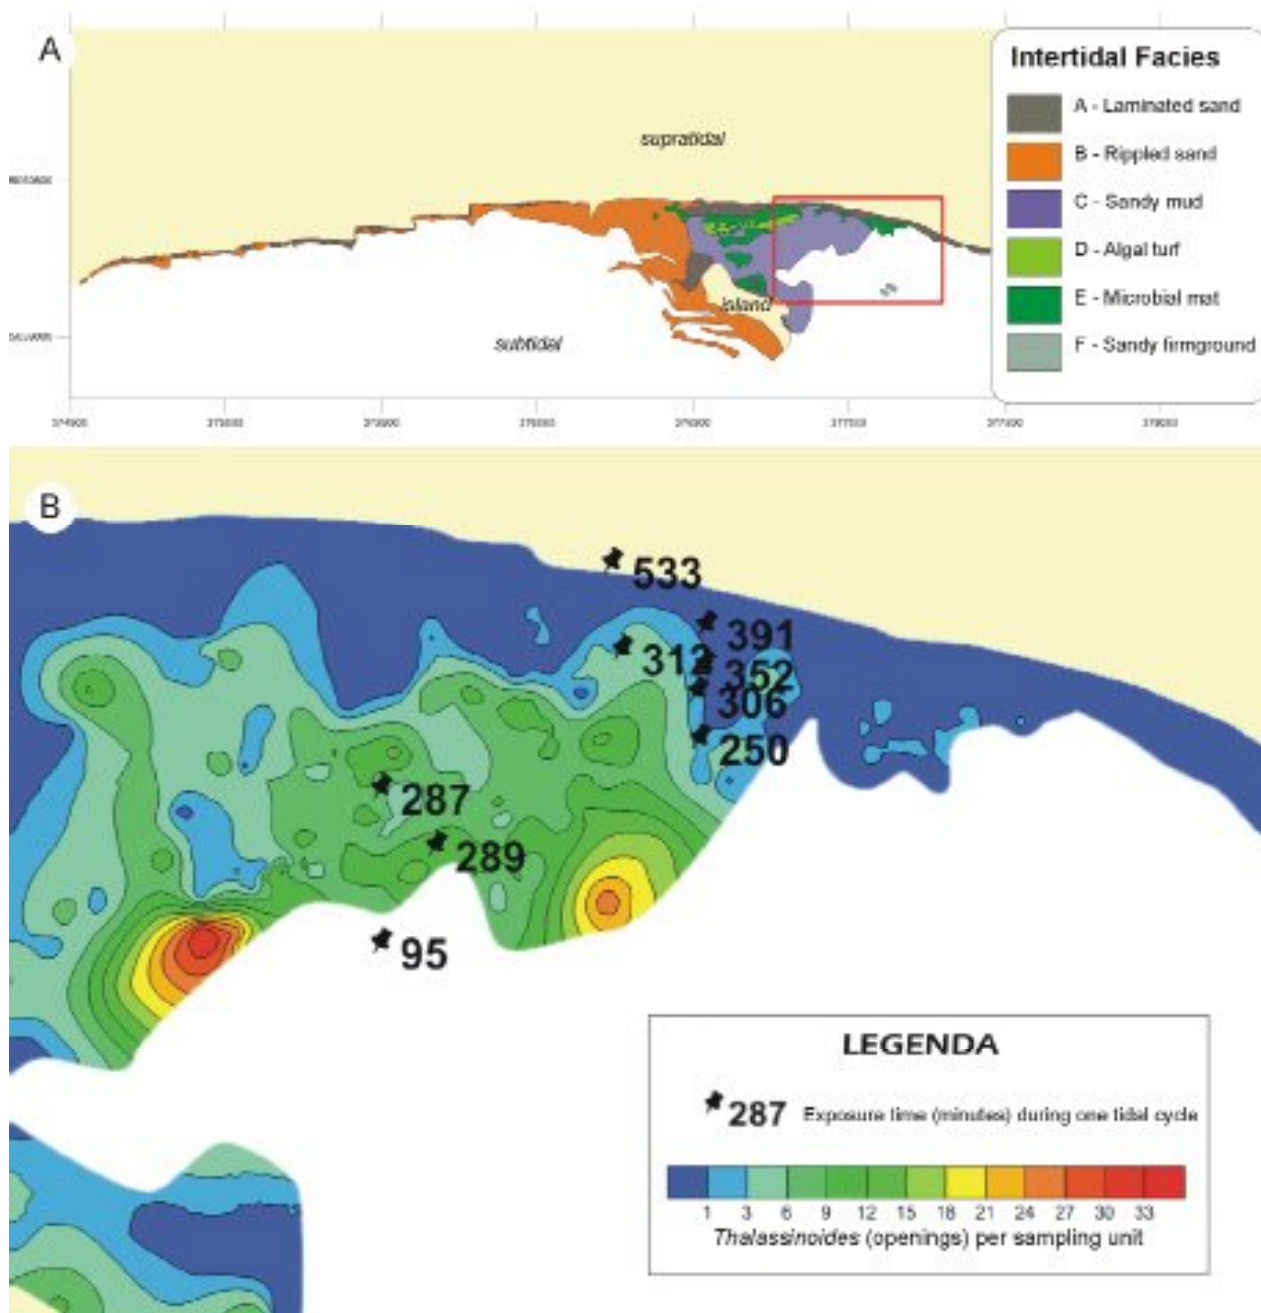 A
Intertidal Facies
A - Laminated sand
B - Rippled sand
C - Sandy mud
D - Algal turf
E - Microbial mat
F - Sandy firmground
supratidal
island
subtidal
B
533
391
312
352
306
250
287
289
95
LEGENDA
287 Exposure time (minutes) during one tidal cycle
1 3 6 9 12 15 18 21 24 27 30 33
Thalassinoides (openings) per sampling unit